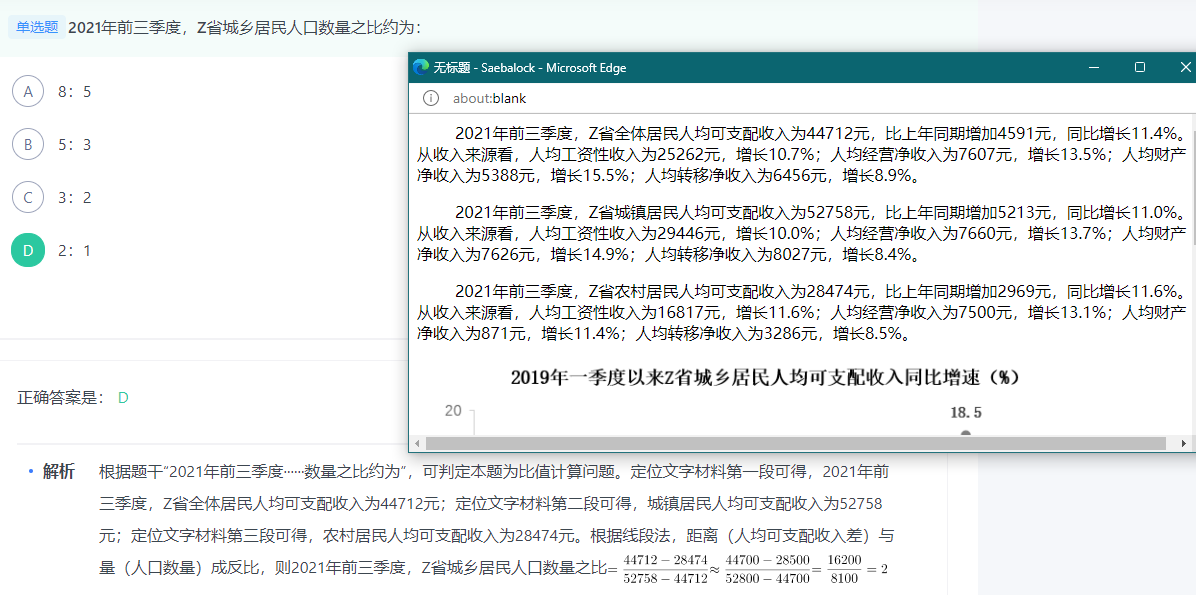 单选题 2021年前三季度，Z省城乡居民人口数量之比约为：
A 8：5
B 5：3
C 3：2
D 2：1
无标题 - Saebalock - Microsoft Edge
about:blank
2021年前三季度，Z省全体居民人均可支配收入为44712元，比上年同期增加4591元，同比增长11.4%。
从收入来源看，人均工资性收入为25262元，增长10.7%；人均经营净收入为7607元，增长13.5%；人均财产
净收入为5388元，增长15.5%；人均转移净收入为6456元，增长8.9%。
2021年前三季度，Z省城镇居民人均可支配收入为52758元，比上年同期增加5213元，同比增长11.0%。
从收入来源看，人均工资性收入为29446元，增长10.0%；人均经营净收入为7660元，增长13.7%；人均财产
净收入为7626元，增长14.9%；人均转移净收入为8027元，增长8.4%。
2021年前三季度，Z省农村居民人均可支配收入为28474元，比上年同期增加2969元，同比增长11.6%。
从收入来源看，人均工资性收入为16817元，增长11.6%；人均经营净收入为7500元，增长13.1%；人均财产
净收入为871元，增长11.4%；人均转移净收入为3286元，增长8.5%。
2019年一季度以来Z省城乡居民人均可支配收入同比增速（%）
20
18.5
正确答案是： D
解析 根据题干“2021年前三季度······数量之比约为”，可判定本题为比值计算问题。定位文字材料第一段可得，2021年前
三季度，Z省全体居民人均可支配收入为44712元；定位文字材料第二段可得，城镇居民人均可支配收入为52758
元；定位文字材料第三段可得，农村居民人均可支配收入为28474元。根据线段法，距离（人均可支配收入差）与
量（人口数量）成反比，则2021年前三季度，Z省城乡居民人口数量之比= 44712 − 28474 / 52758 − 44712 ≈ 44700 − 28500 / 52800 − 44700 = 16200 / 8100 = 2